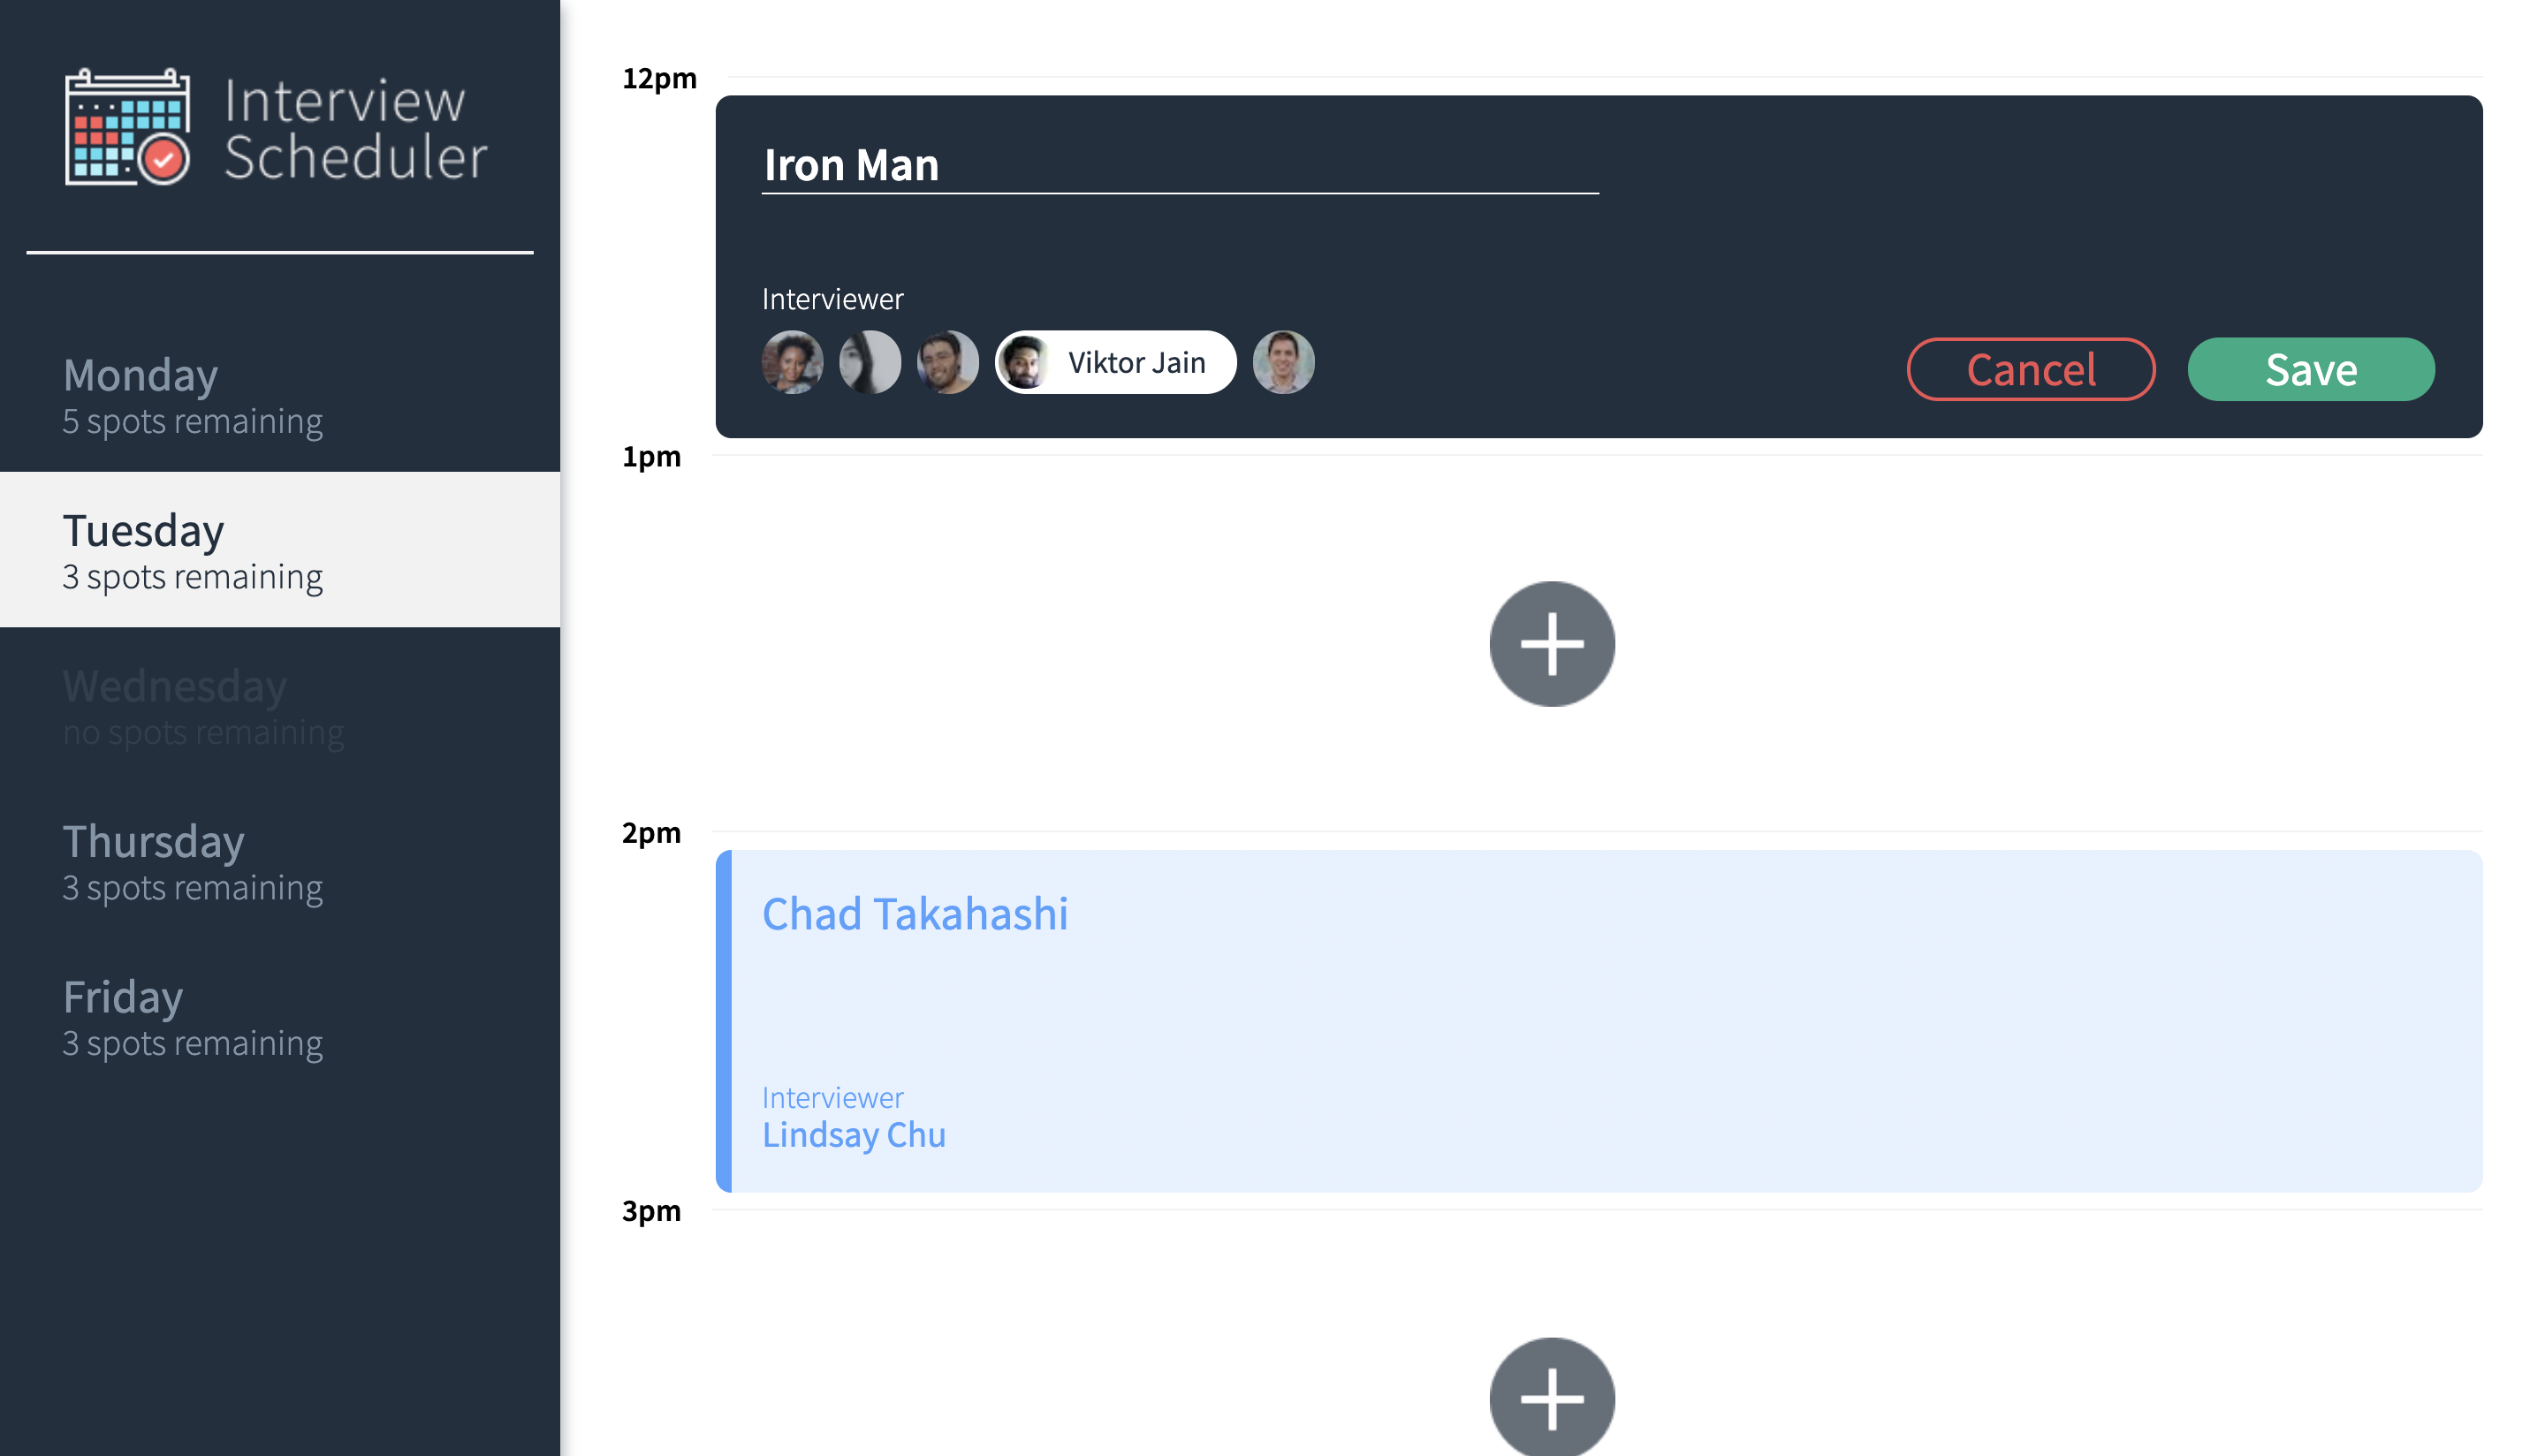 Interview
Scheduler
Monday
5 spots remaining
Tuesday
3 spots remaining
Wednesday
no spots remaining
Thursday
3 spots remaining
Friday
3 spots remaining
12pm
Iron Man
Interviewer
Viktor Jain
Cancel
Save
1pm
2pm
Chad Takahashi
Interviewer
Lindsay Chu
3pm